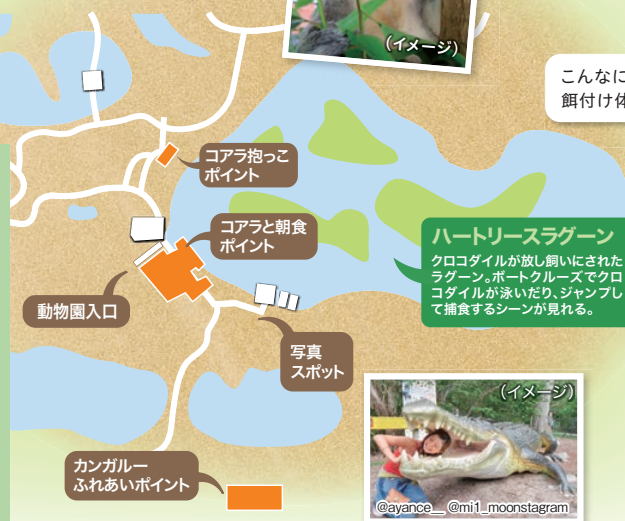 (イメージ)
こんなに
餌付け体
コアラ抱っこ
ポイント
コアラと朝食
ポイント
ハートリースラグーン
クロコダイルが放し飼いにされた
ラグーン。ボートクルーズでクロ
コダイルが泳いだり、ジャンプし
て捕食するシーンが見れる。
動物園入口
写真
スポット
(イメージ)
カンガルー
ふれあいポイント
@ayance__ @mi1_moonstagram